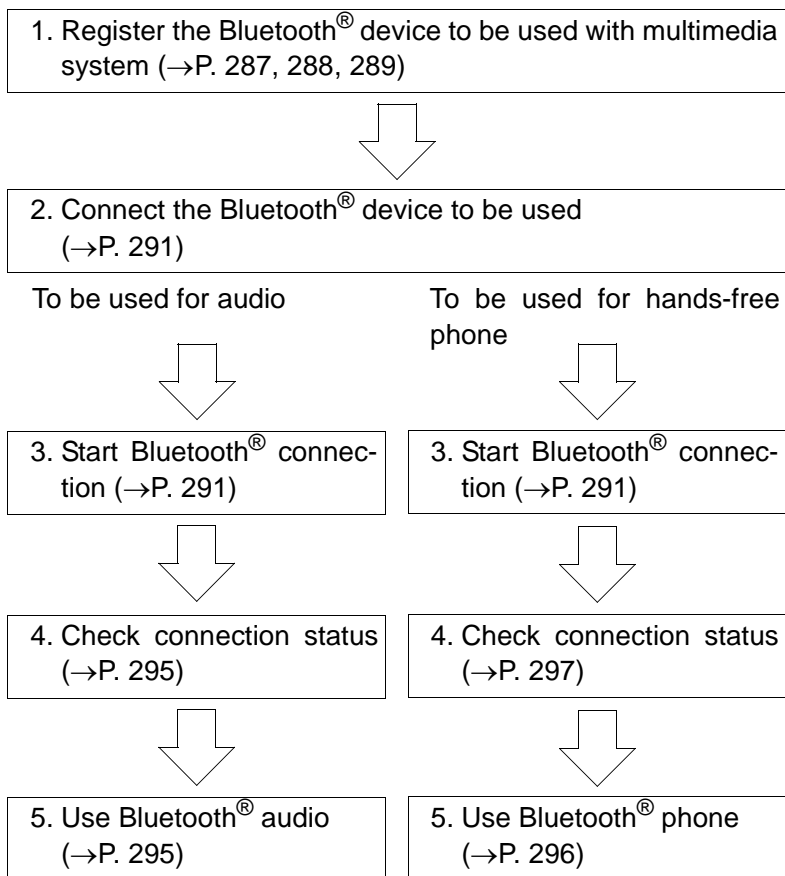 1. Register the Bluetooth® device to be used with multimedia
system (→P. 287, 288, 289)
2. Connect the Bluetooth® device to be used
(→P. 291)
To be used for audio
To be used for hands-free
phone
3. Start Bluetooth® connec-
tion (→P. 291)
3. Start Bluetooth® connec-
tion (→P. 291)
4. Check connection status
(→P. 295)
4. Check connection status
(→P. 297)
5. Use Bluetooth® audio
(→P. 295)
5. Use Bluetooth® phone
(→P. 296)